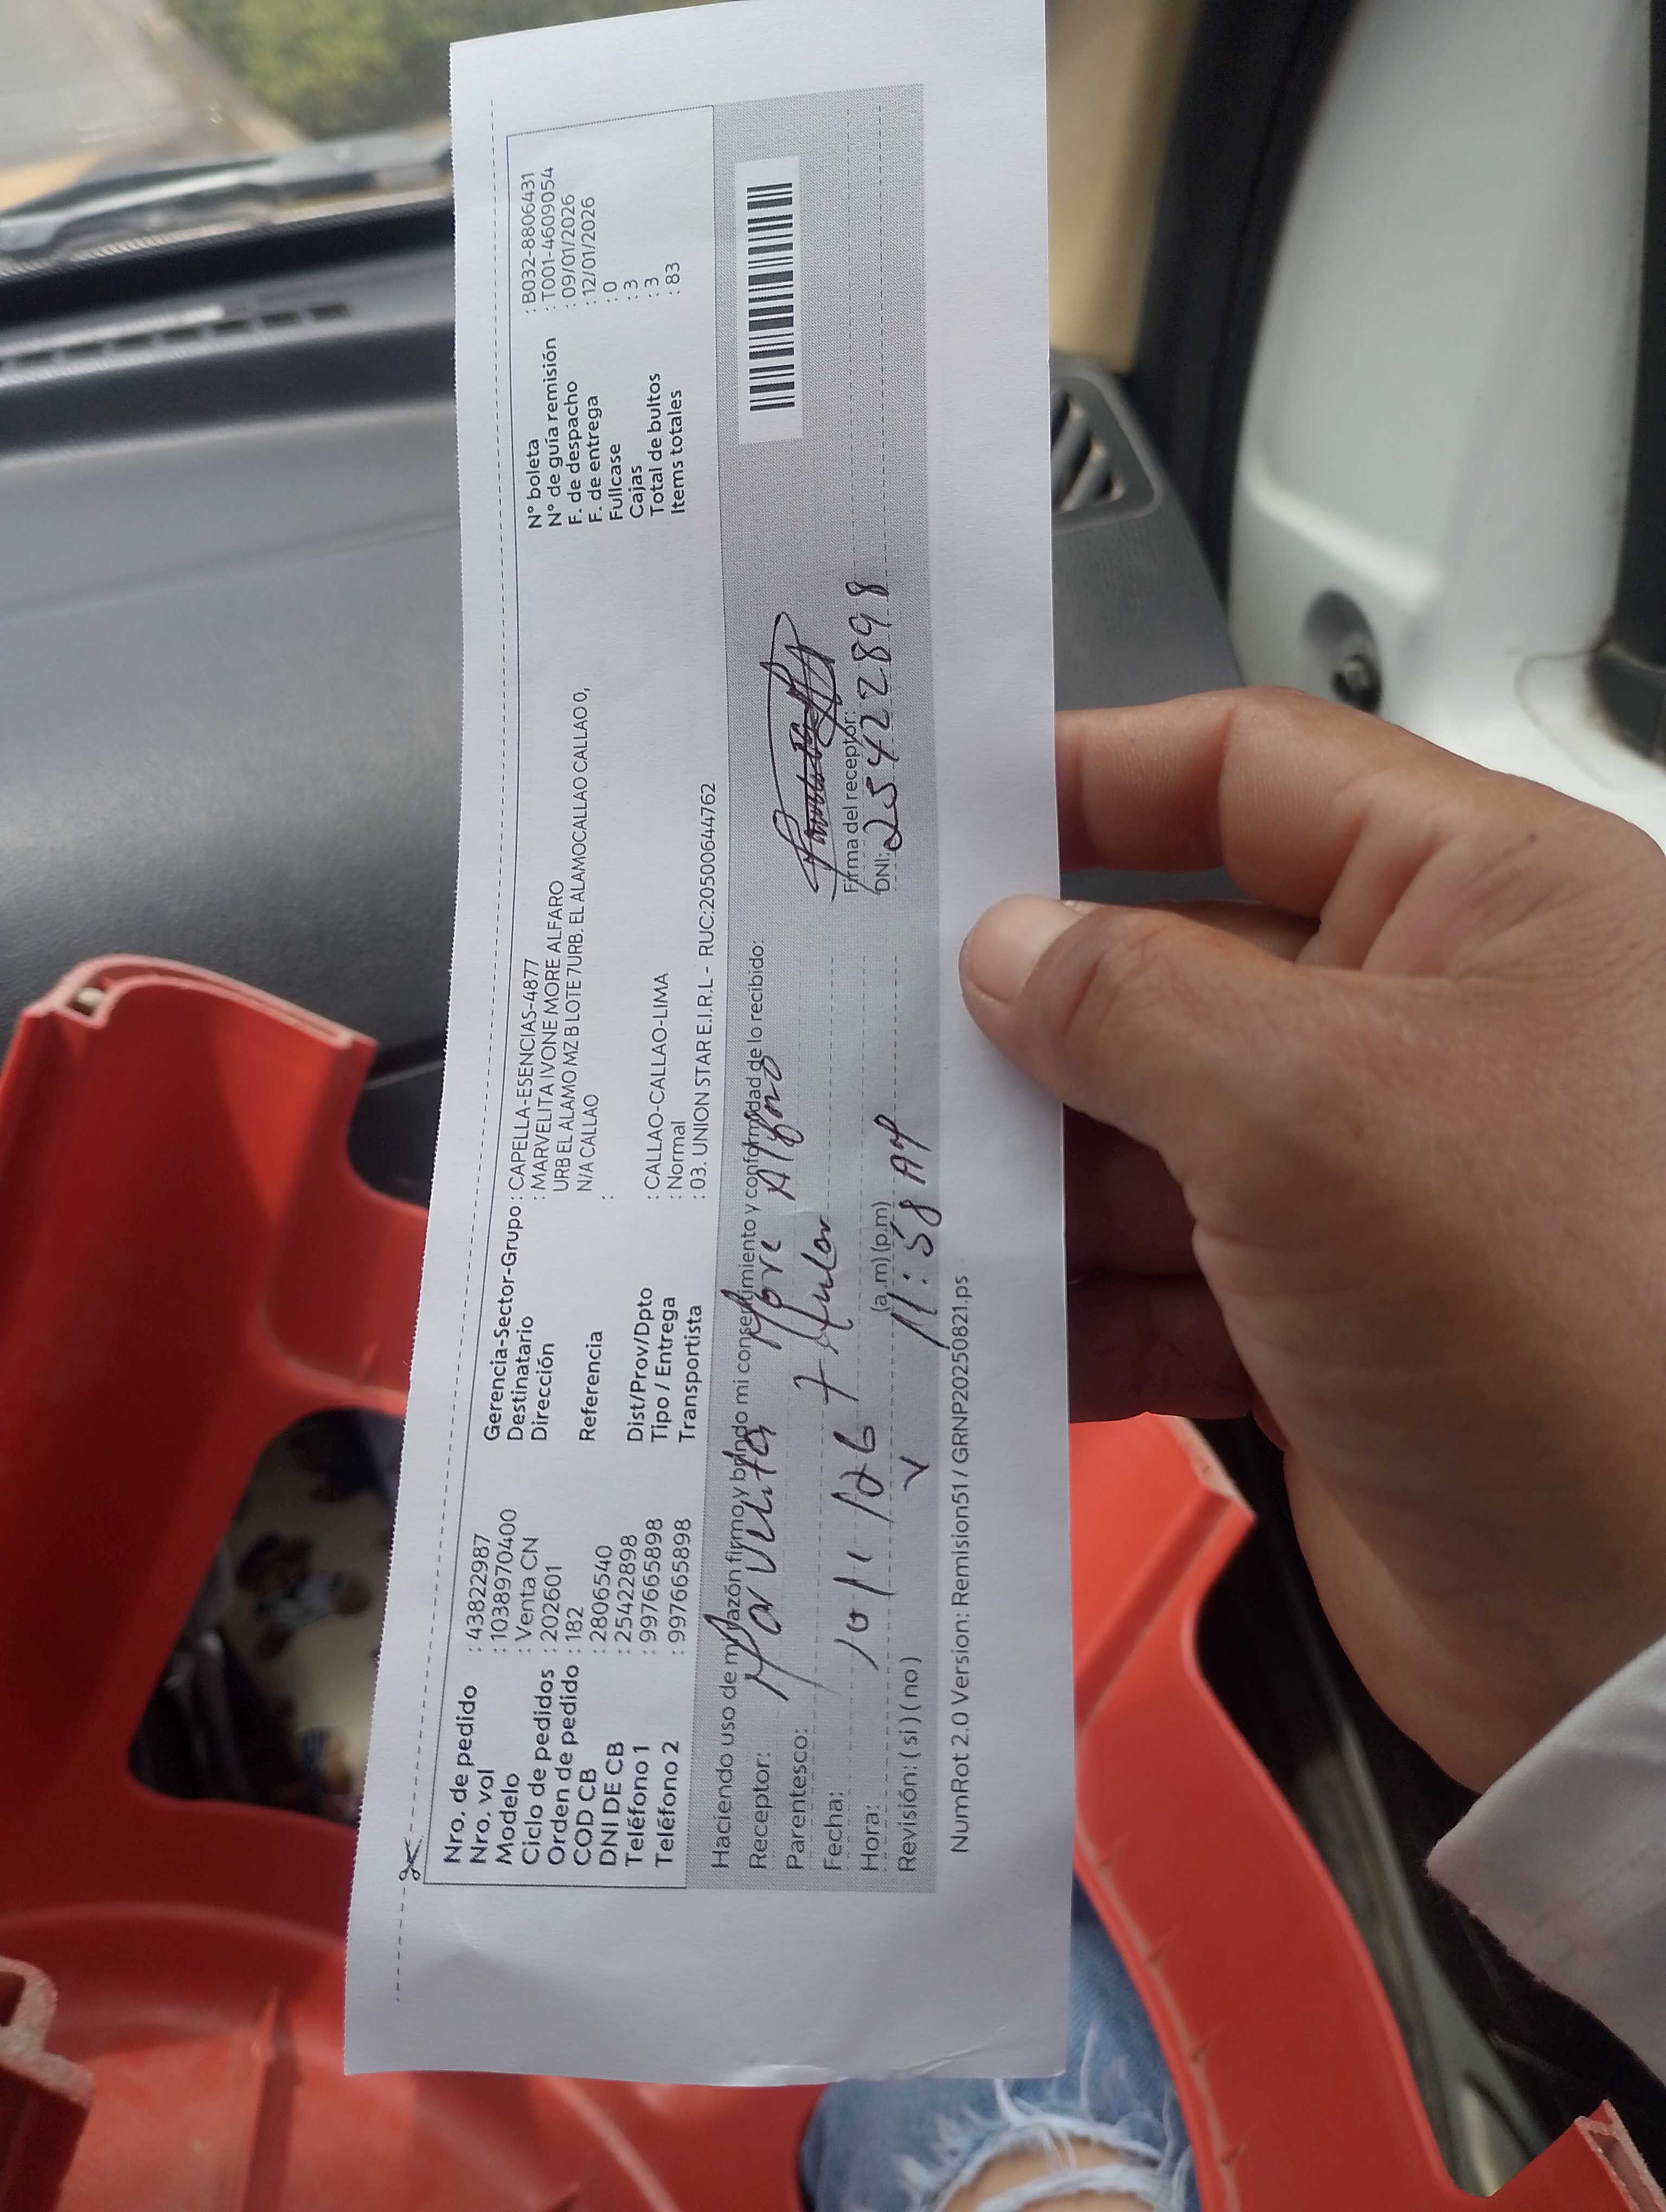 Nro. de pedido : 43822987
Nro. vol : 1038970400
Modelo : Venta CN
Ciclo de pedidos : 202601
Orden de pedido : 182
COD CB : 2806540
DNI DE CB : 25422898
Teléfono 1 : 997665898
Teléfono 2 : 997665898
Gerencia-Sector-Grupo : CAPELLA-ESENCIAS-4877
Destinatario : MARVELITA IVONE MORE ALFARO
Dirección URB EL ALAMO MZ B LOTE 7URB. EL ALAMOCALLAO CALLAO 0,
N/A CALLAO
Referencia :
Dist/Prov/Dpto : CALLAO-CALLAO-LIMA
Tipo / Entrega : Normal
Transportista : 03. UNION STAR E.I.R.L - RUC:20500644762
N° boleta : B032-8806431
N° de guía remisión : T001-4609054
F. de despacho : 09/01/2026
F. de entrega : 12/01/2026
Fullcase : 0
Cajas : 3
Total de bultos : 3
Items totales : 83
Haciendo uso de mi razón firmo y brindo mi consentimiento y conformidad de lo recibido:
Receptor: Marvelita More Alfaro
Parentesco:
Fecha: 10/1/26
Hora: (a.m) (p.m) 11:58 AM
Revisión: ( si ) ( no )
Firma del receptor:
DNI: 25422898
NumRot 2.0 Version: Remision51 / GRNP20250821.ps